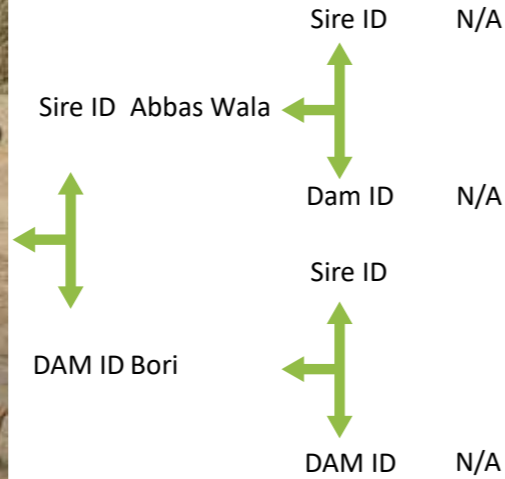 Sire ID N/A
Sire ID Abbas Wala
Dam ID N/A
Sire ID
DAM ID Bori
DAM ID N/A